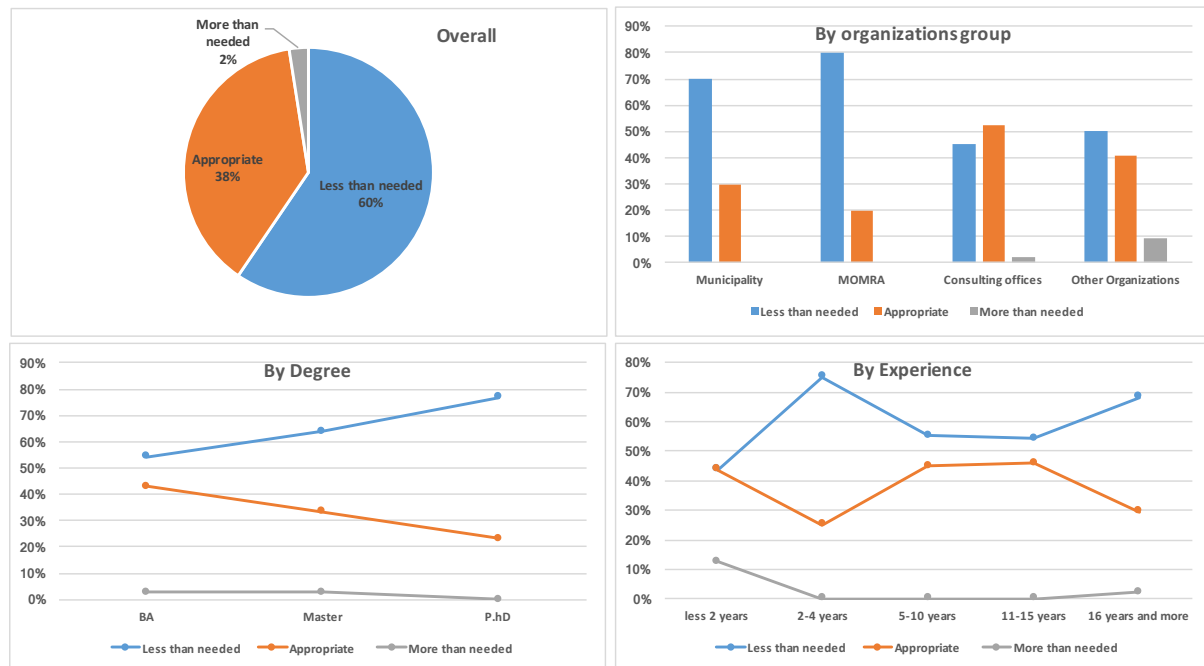 Overall
More than
needed
2%
Appropriate
38%
Less than needed
60%
By organizations group
90%
80%
70%
60%
50%
40%
30%
20%
10%
0%
Municipality MOMRA Consulting offices Other Organizations
Less than needed Appropriate More than needed
By Degree
90%
80%
70%
60%
50%
40%
30%
20%
10%
0%
BA Master P.hD
Less than needed Appropriate More than needed
By Experience
80%
70%
60%
50%
40%
30%
20%
10%
0%
less 2 years 2-4 years 5-10 years 11-15 years 16 years and more
Less than needed Appropriate More than needed